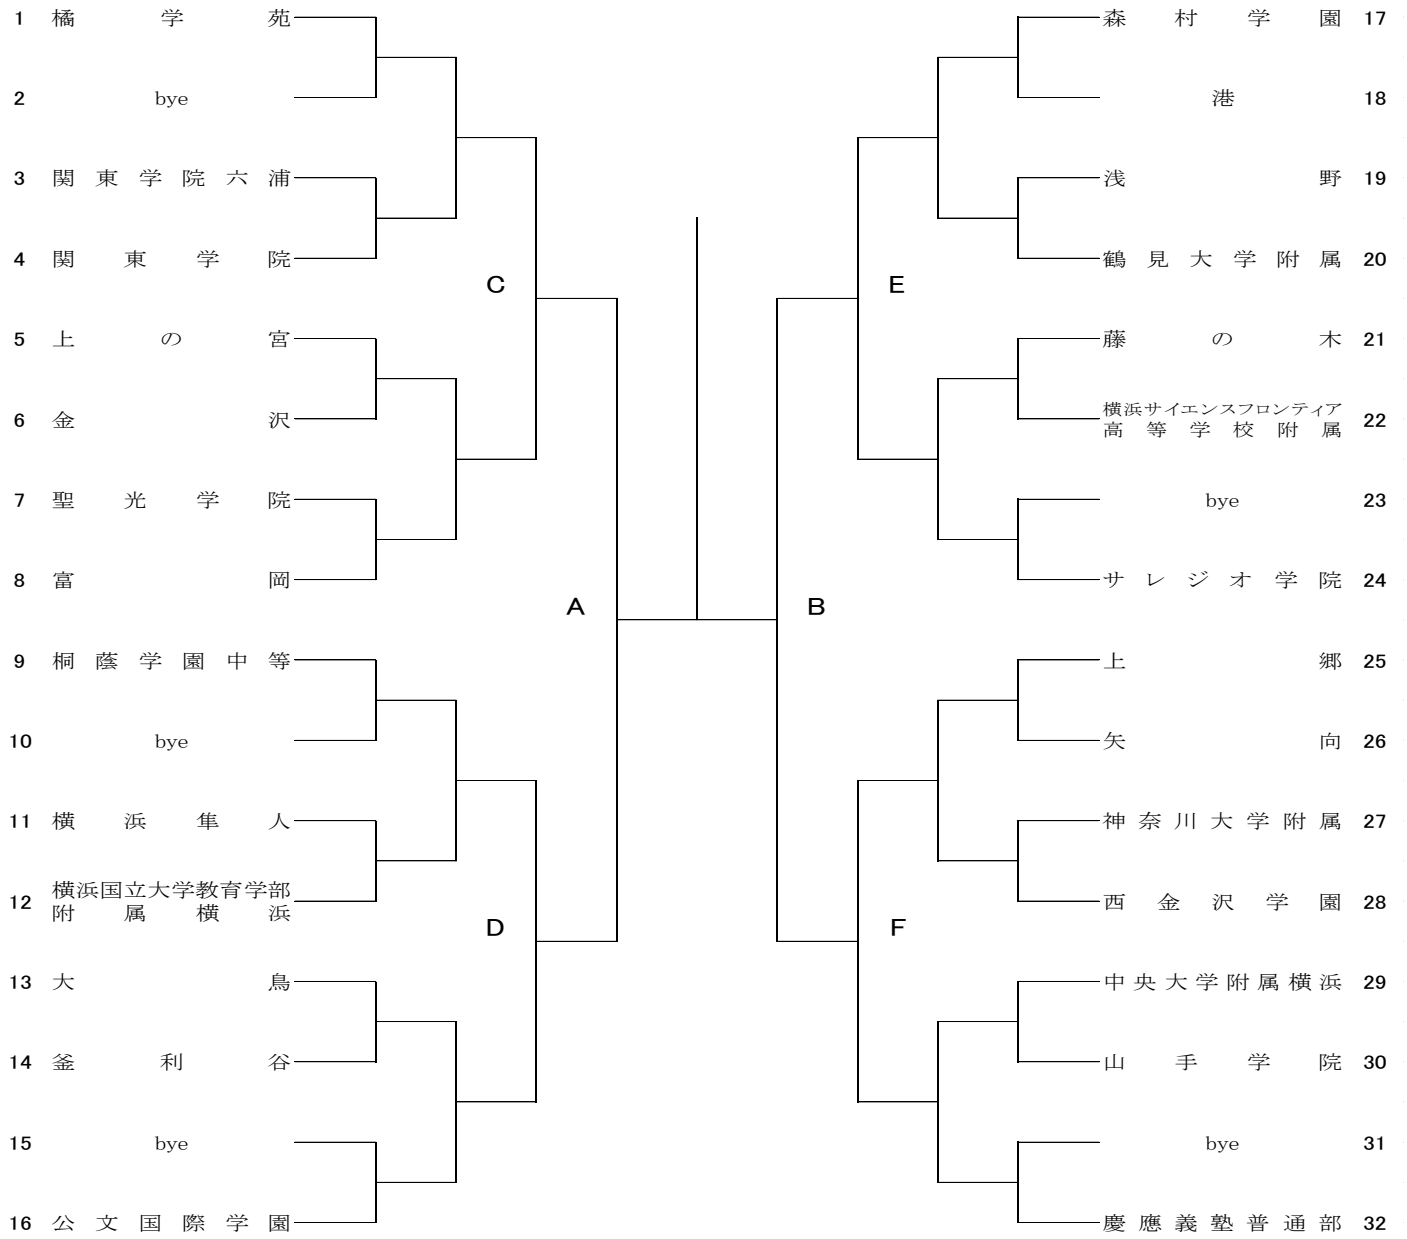 1 橘学苑
2 bye
3 関東学院六浦
4 関東学院
C
5 上の宮
6 金沢
7 聖光学院
8 富岡
A
9 桐蔭学園中等
10 bye
11 横浜隼人
12 横浜国立大学教育学部
附属横浜
D
13 大鳥
14 釜利谷
15 bye
16 公文国際学園
森村学園 17
港 18
浅野 19
鶴見大学附属 20
E
藤の木 21
横浜サイエンスフロンティア
高等学校附属 22
bye 23
サレジオ学院 24
B
上郷 25
矢向 26
神奈川大学附属 27
西金沢学園 28
F
中央大学附属横浜 29
山手学院 30
bye 31
慶應義塾普通部 32